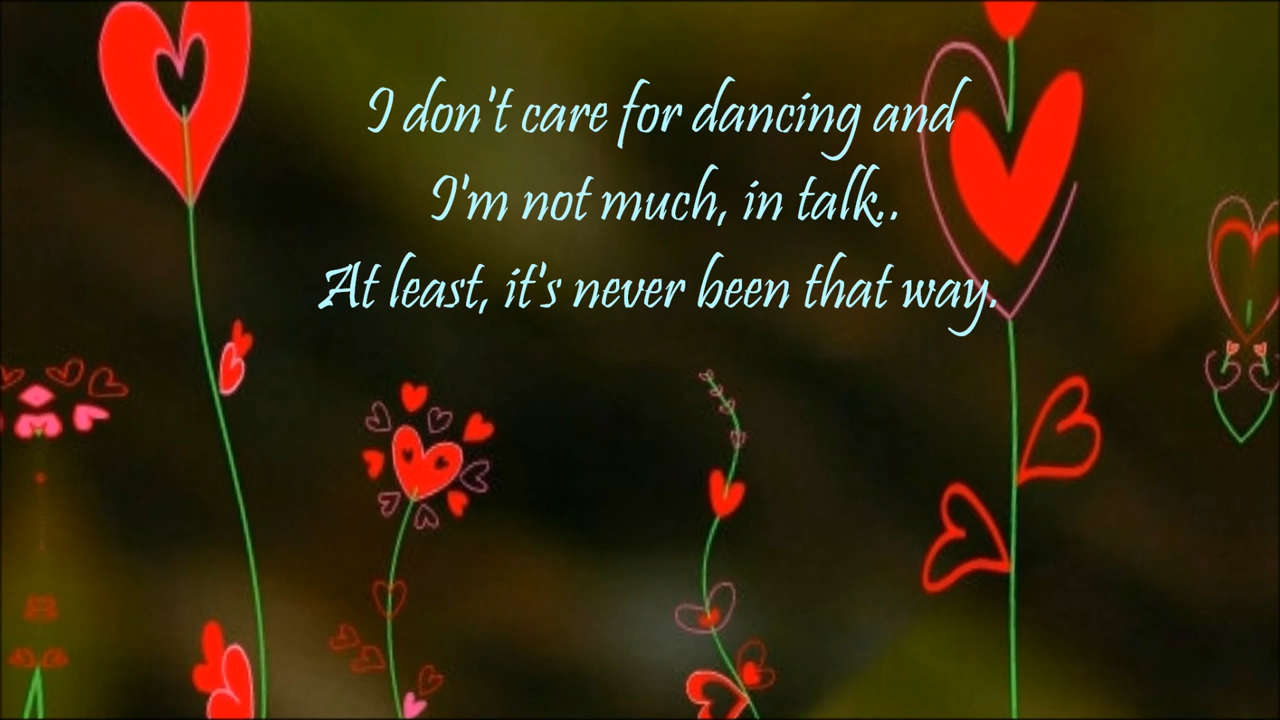 I don't care for dancing and
I'm not much, in talk..
At least, it's never been that way.